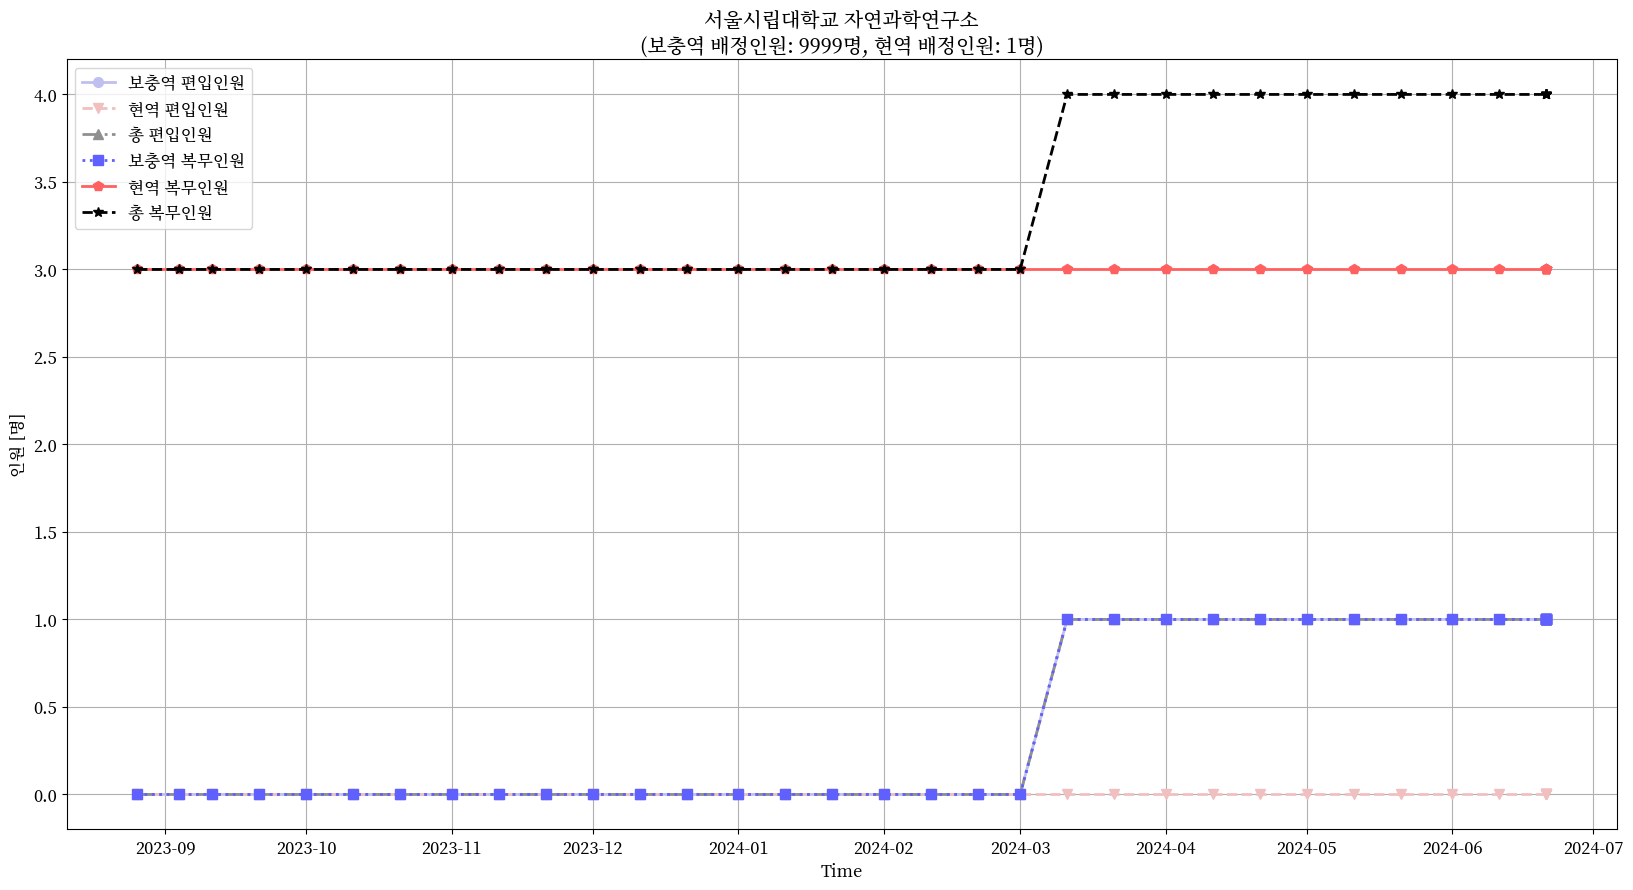 서울시립대학교 자연과학연구소
(보충역 배정인원: 9999명, 현역 배정인원: 1명)
보충역 편입인원
현역 편입인원
총 편입인원
보충역 복무인원
현역 복무인원
총 복무인원
4.0
3.5
3.0
2.5
2.0
1.5
1.0
0.5
0.0
인원 [명]
2023-09
2023-10
2023-11
2023-12
2024-01
2024-02
2024-03
2024-04
2024-05
2024-06
2024-07
Time